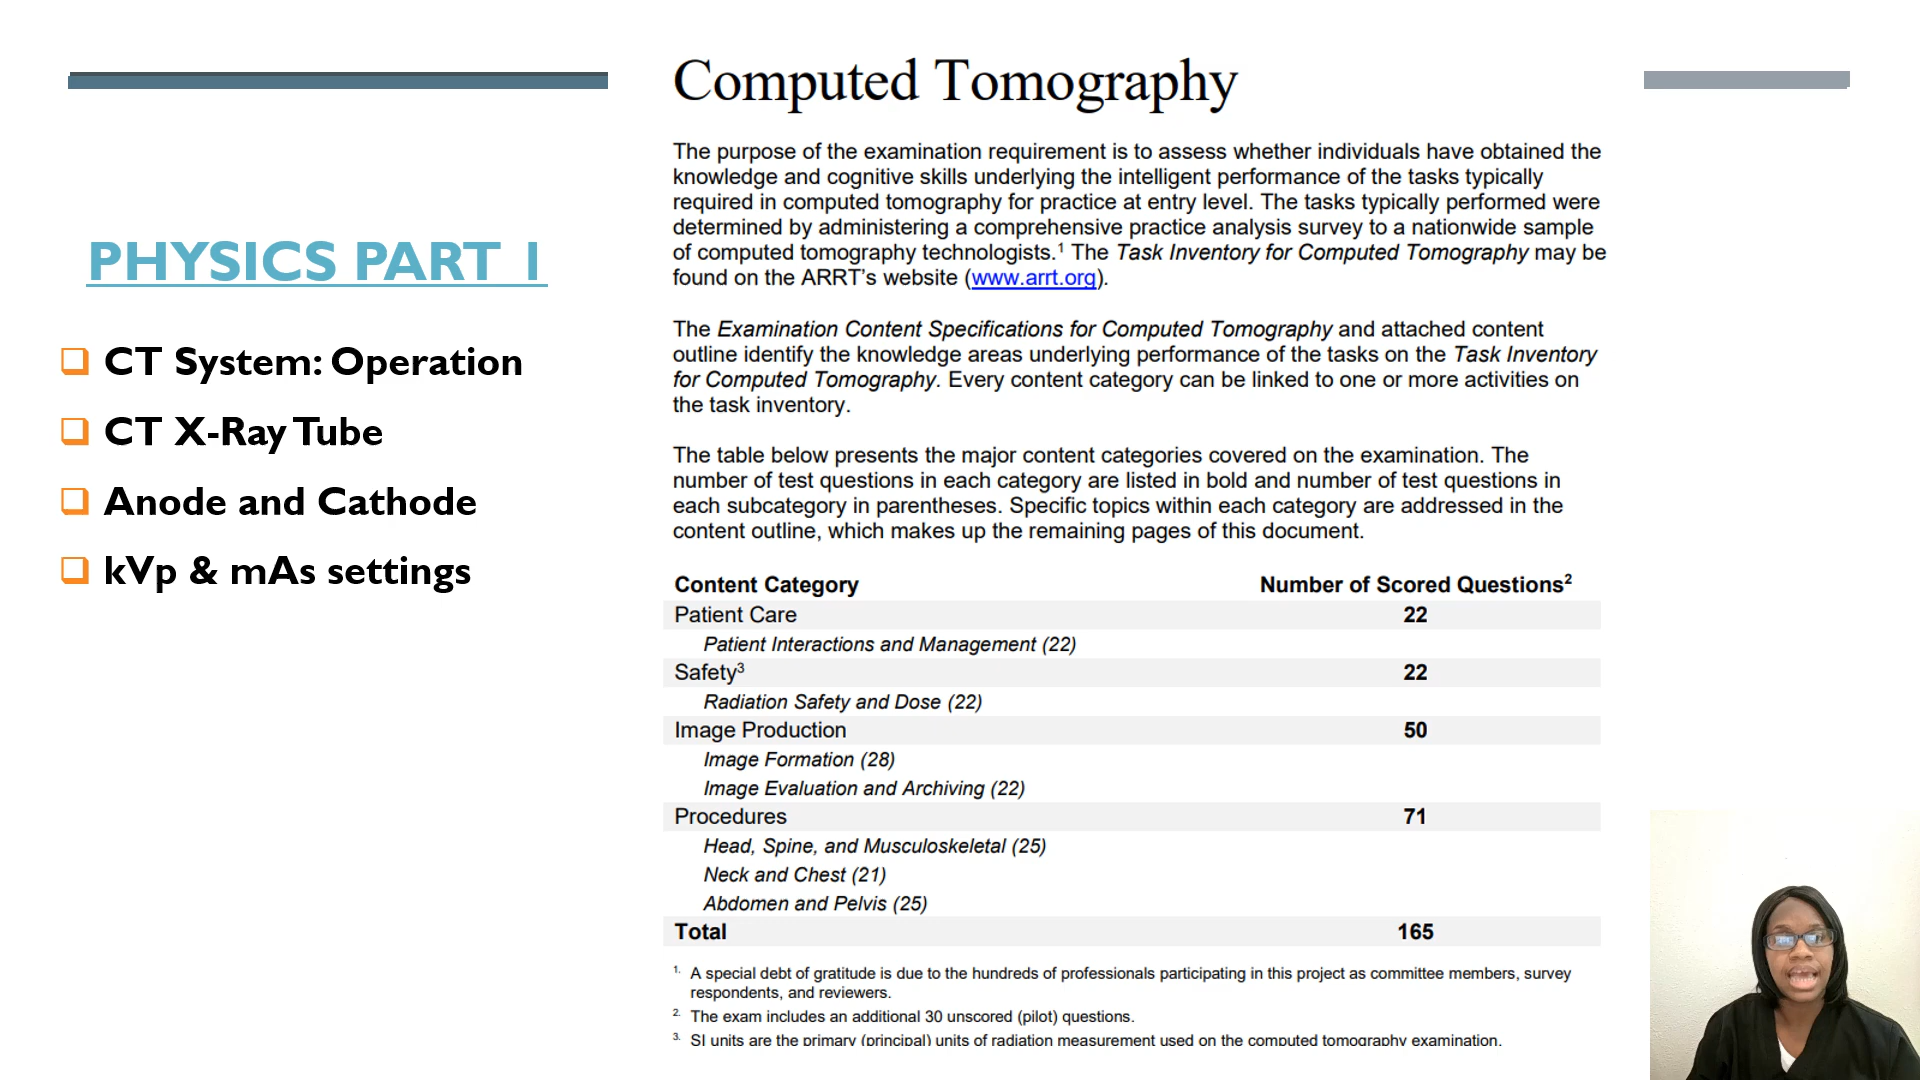 PHYSICS PART 1
CT System: Operation
CT X-Ray Tube
Anode and Cathode
kVp & mAs settings
Computed Tomography
The purpose of the examination requirement is to assess whether individuals have obtained the
knowledge and cognitive skills underlying the intelligent performance of the tasks typically
required in computed tomography for practice at entry level. The tasks typically performed were
determined by administering a comprehensive practice analysis survey to a nationwide sample
of computed tomography technologists.¹ The Task Inventory for Computed Tomography may be
found on the ARRT’s website (www.arrt.org).
The Examination Content Specifications for Computed Tomography and attached content
outline identify the knowledge areas underlying performance of the tasks on the Task Inventory
for Computed Tomography. Every content category can be linked to one or more activities on
the task inventory.
The table below presents the major content categories covered on the examination. The
number of test questions in each category are listed in bold and number of test questions in
each subcategory in parentheses. Specific topics within each category are addressed in the
content outline, which makes up the remaining pages of this document.
Content Category Number of Scored Questions²
Patient Care 22
Patient Interactions and Management (22)
Safety³ 22
Radiation Safety and Dose (22)
Image Production 50
Image Formation (28)
Image Evaluation and Archiving (22)
Procedures 71
Head, Spine, and Musculoskeletal (25)
Neck and Chest (21)
Abdomen and Pelvis (25)
Total 165
1. A special debt of gratitude is due to the hundreds of professionals participating in this project as committee members, survey
respondents, and reviewers.
2. The exam includes an additional 30 unscored (pilot) questions.
3. SI units are the primary (principal) units of radiation measurement used on the computed tomography examination.